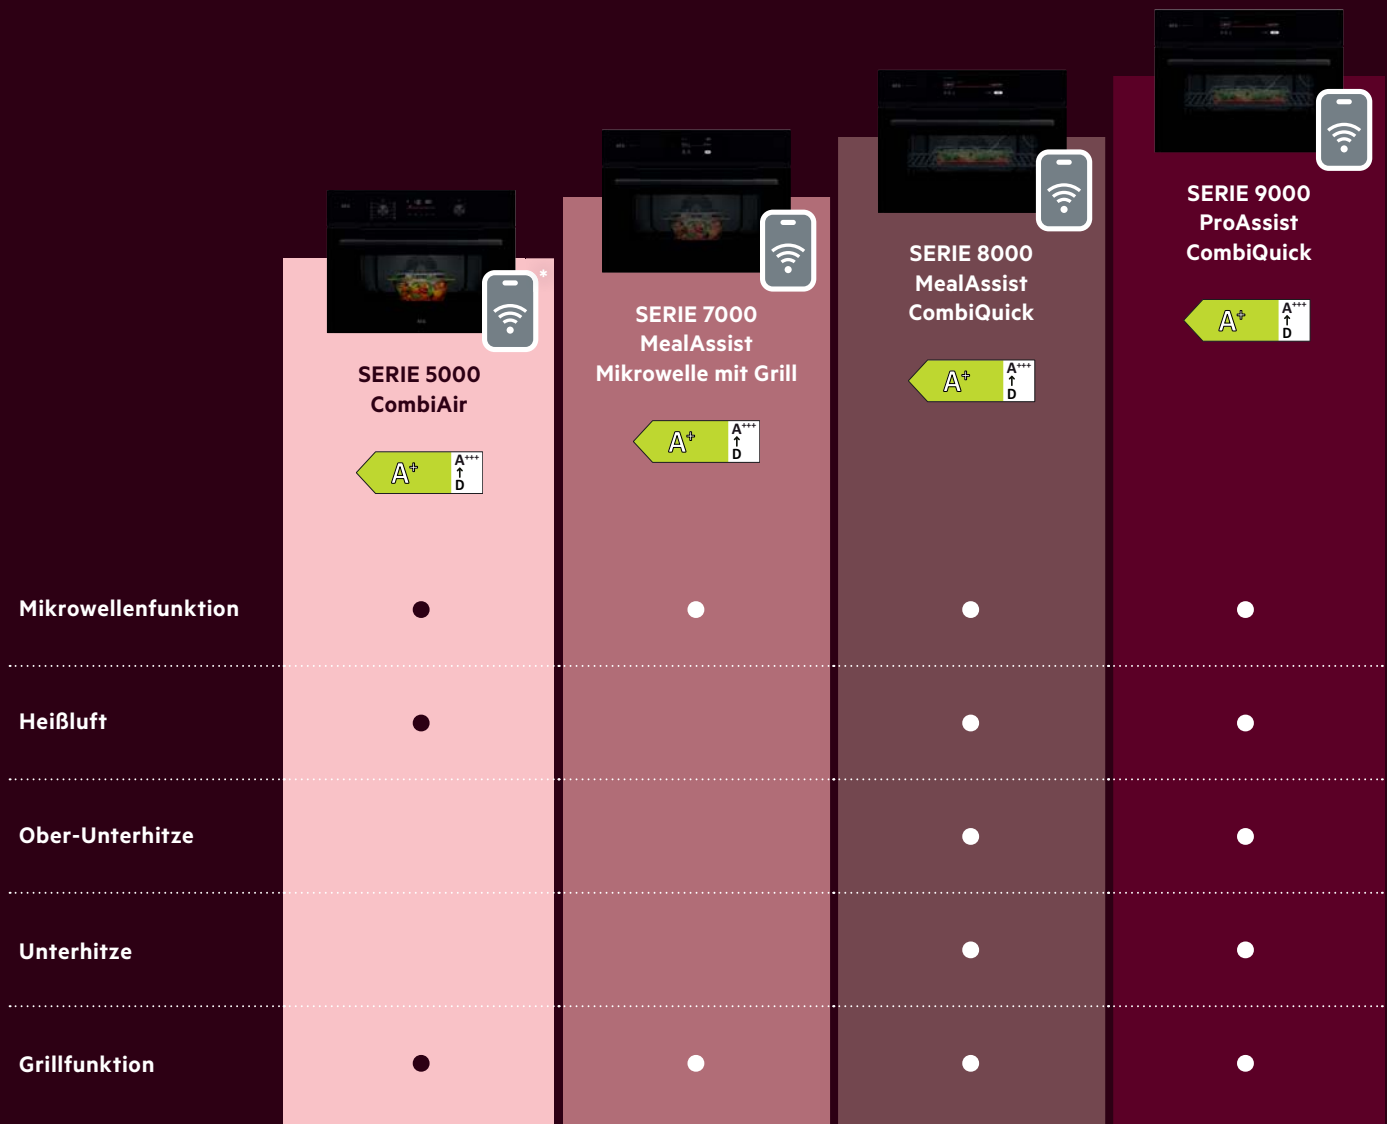 SERIE 9000
ProAssist
CombiQuick
A+
A+++
↑
D
SERIE 8000
MealAssist
CombiQuick
A+
A+++
↑
D
SERIE 7000
MealAssist
Mikrowelle mit Grill
A+
A+++
↑
D
*
SERIE 5000
CombiAir
A+
A+++
↑
D
Mikrowellenfunktion
Heißluft
Ober-Unterhitze
Unterhitze
Grillfunktion